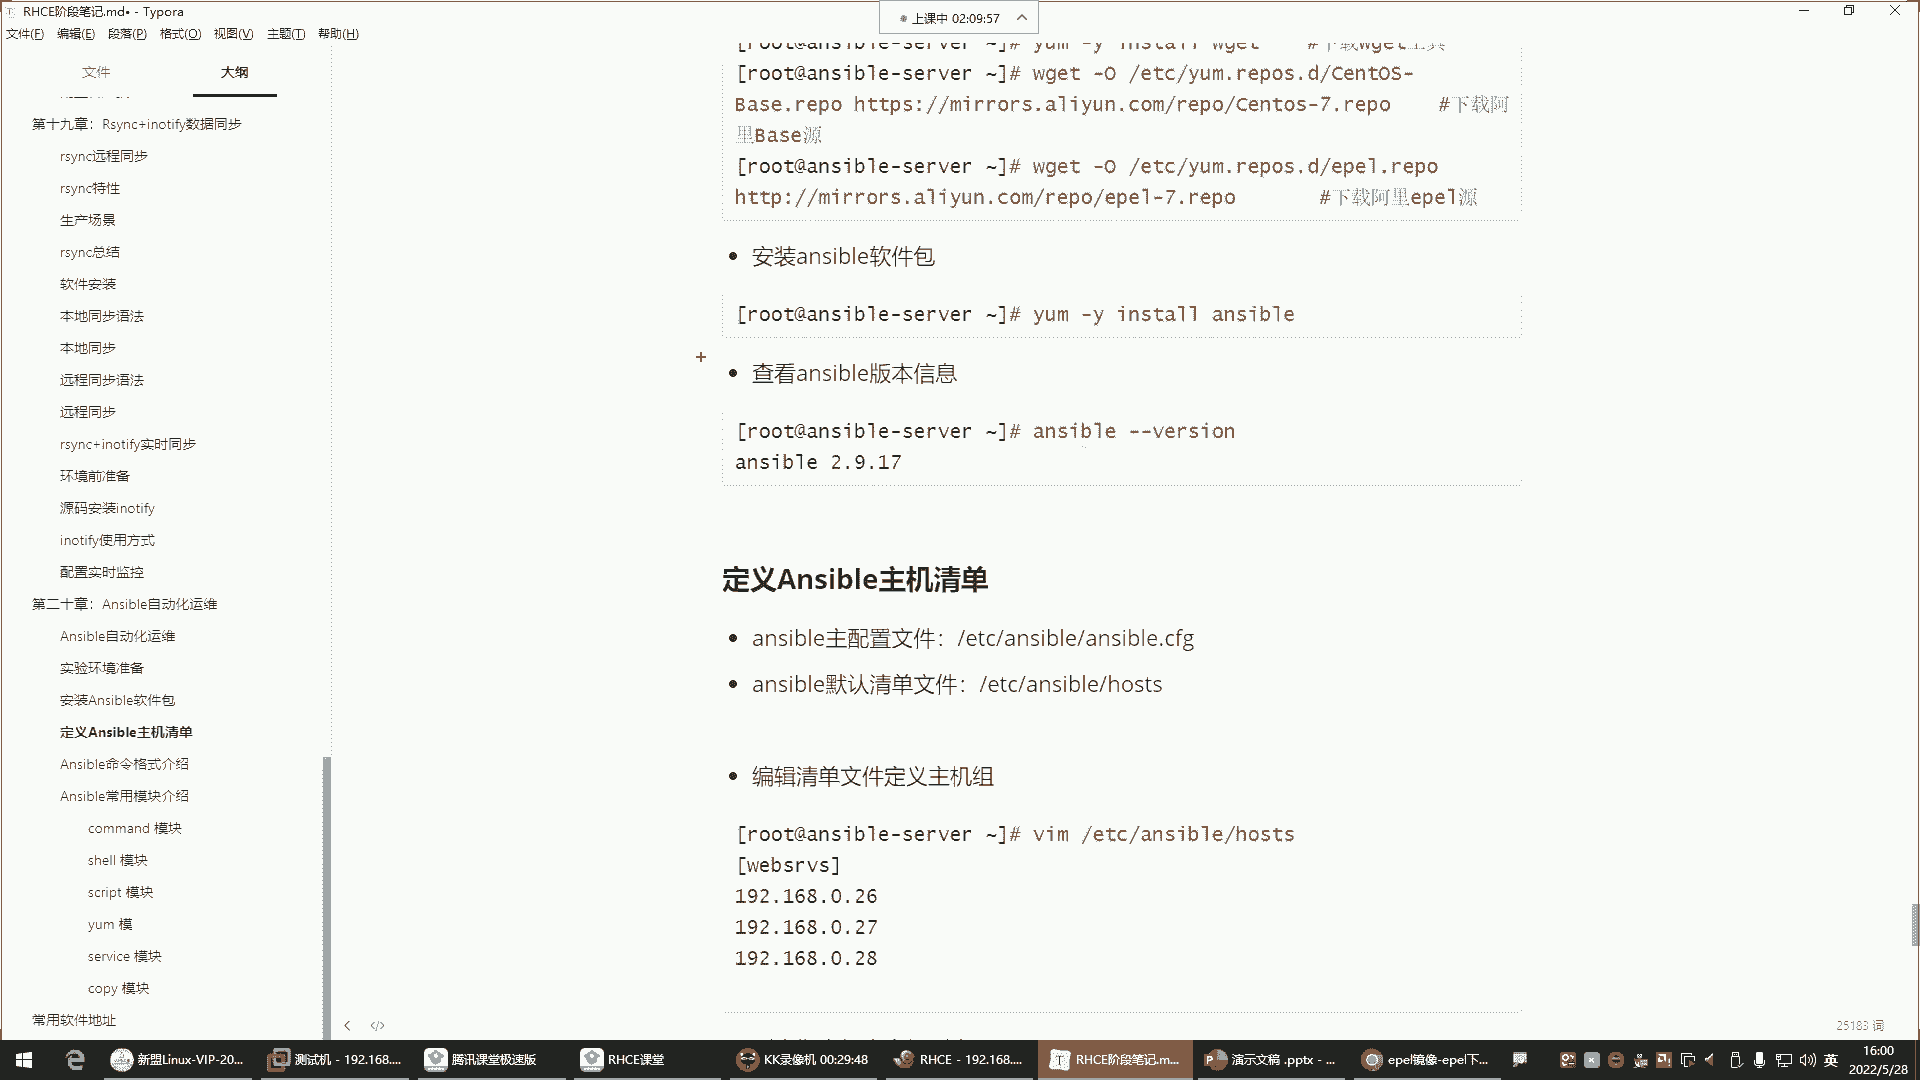 RHCE阶段笔记.md• - Typora
上课中 02:09:57
文件(F) 编辑(E) 段落(P) 格式(O) 视图(V) 主题(T) 帮助(H)
文件 大纲
第十九章：Rsync+inotify数据同步
rsync远程同步
rsync特性
生产场景
rsync总结
软件安装
本地同步语法
本地同步
远程同步语法
远程同步
rsync+inotify实时同步
环境前准备
源码安装inotify
inotify使用方式
配置实时监控
第二十章：Ansible自动化运维
Ansible自动化运维
实验环境准备
安装Ansible软件包
定义Ansible主机清单
Ansible命令格式介绍
Ansible常用模块介绍
command 模块
shell 模块
script 模块
yum 模
service 模块
copy 模块
常用软件地址
[root@ansible-server ~]# yum -y install wget #下载wget工具
[root@ansible-server ~]# wget -O /etc/yum.repos.d/CentOS-
Base.repo https://mirrors.aliyun.com/repo/Centos-7.repo #下载阿
里Base源
[root@ansible-server ~]# wget -O /etc/yum.repos.d/epel.repo
http://mirrors.aliyun.com/repo/epel-7.repo #下载阿里epel源
安装ansible软件包
[root@ansible-server ~]# yum -y install ansible
查看ansible版本信息
[root@ansible-server ~]# ansible --version
ansible 2.9.17
定义Ansible主机清单
ansible主配置文件：/etc/ansible/ansible.cfg
ansible默认清单文件：/etc/ansible/hosts
编辑清单文件定义主机组
[root@ansible-server ~]# vim /etc/ansible/hosts
[websrvs]
192.168.0.26
192.168.0.27
192.168.0.28
25183 词
新盟Linux-VIP-20... 测试机 - 192.168.... 腾讯课堂极速版 RHCE课堂 KK录像机 00:29:48 RHCE - 192.168.... RHCE阶段笔记.m... 演示文稿 .pptx - ... epel镜像-epel下... 英
16:00
2022/5/28